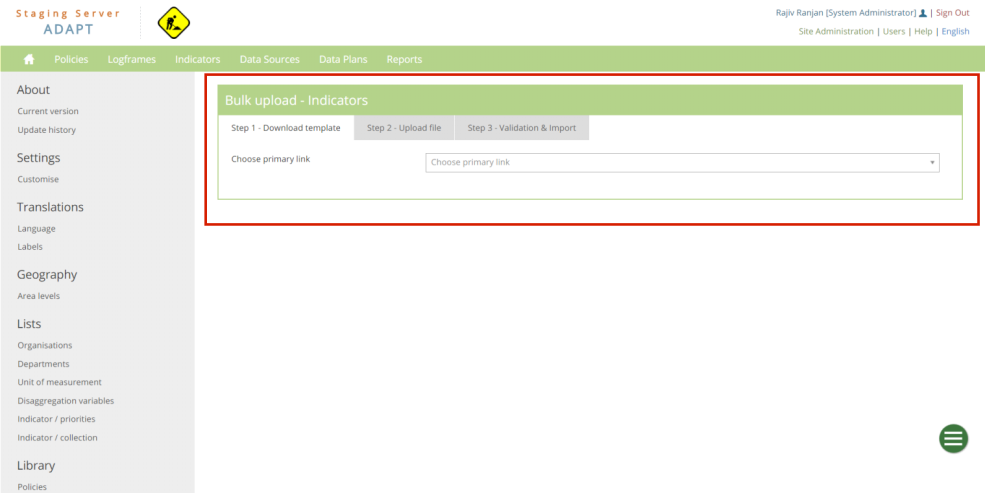 Staging Server
ADAPT
Rajiv Ranjan [System Administrator] | Sign Out
Site Administration | Users | Help | English
Policies Logframes Indicators Data Sources Data Plans Reports
About
Current version
Update history
Settings
Customise
Translations
Language
Labels
Geography
Area levels
Lists
Organisations
Departments
Unit of measurement
Disaggregation variables
Indicator / priorities
Indicator / collection
Library
Policies
Bulk upload - Indicators
Step 1 - Download template Step 2 - Upload file Step 3 - Validation & Import
Choose primary link Choose primary link